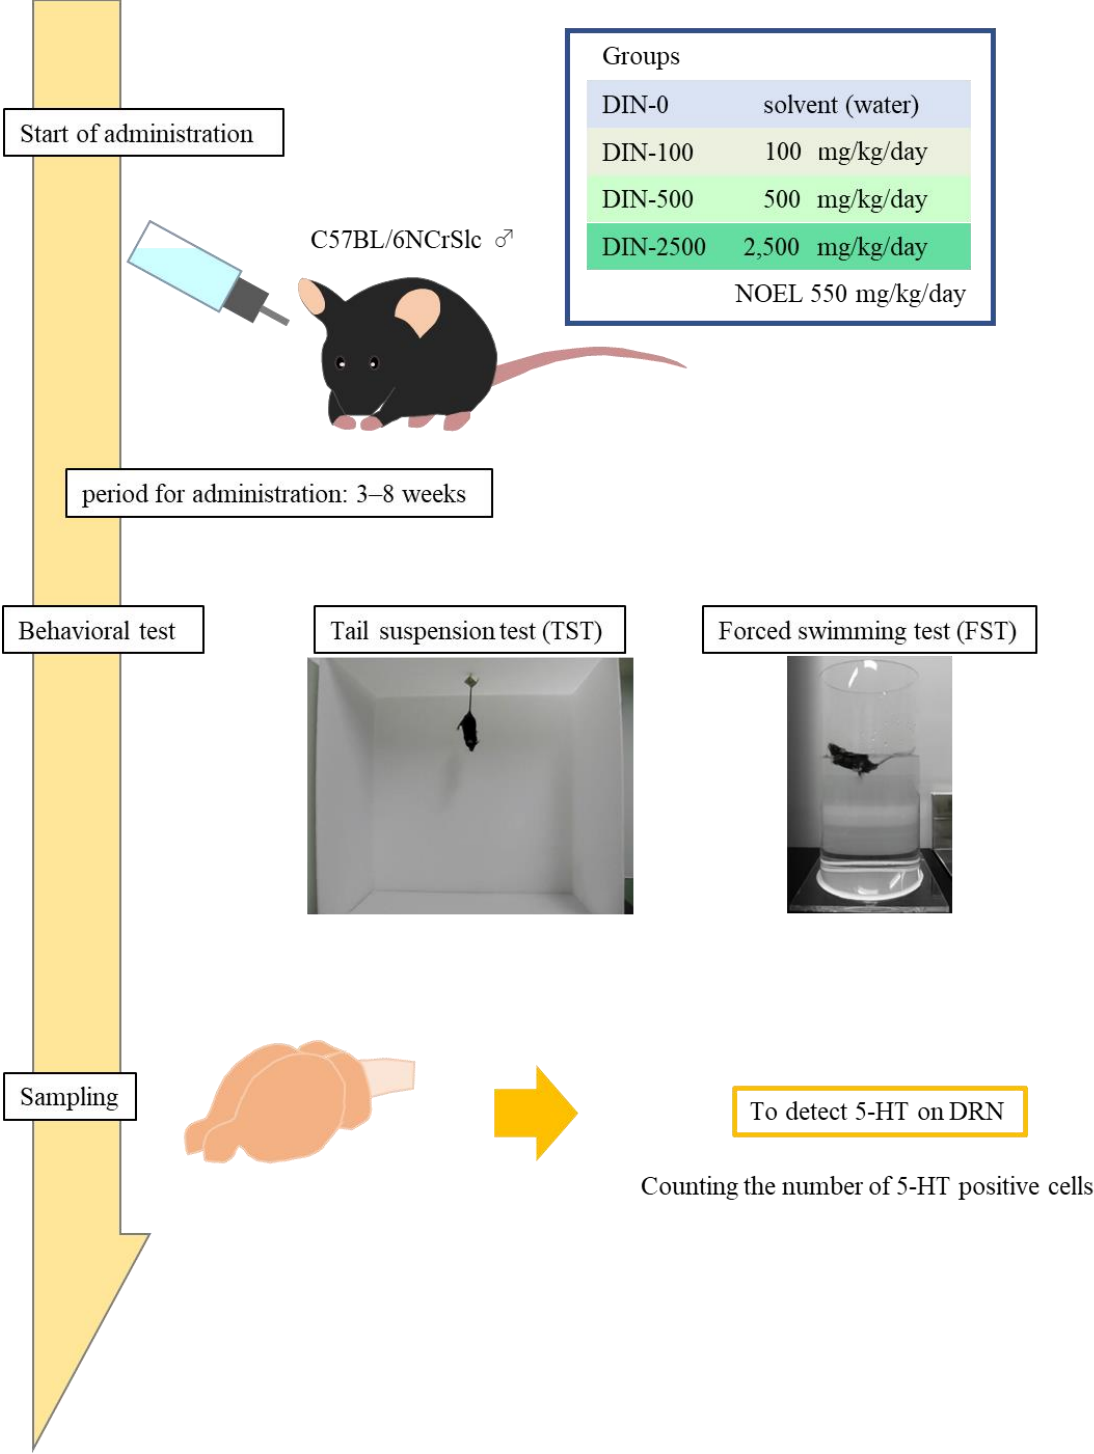 Groups
DIN-0 solvent (water)
Start of administration
DIN-100 100 mg/kg/day
DIN-500 500 mg/kg/day
C57BL/6NCrSlc ♂
DIN-2500 2,500 mg/kg/day
NOEL 550 mg/kg/day
period for administration: 3–8 weeks
Behavioral test
Tail suspension test (TST)
Forced swimming test (FST)
Sampling
To detect 5-HT on DRN
Counting the number of 5-HT positive cells